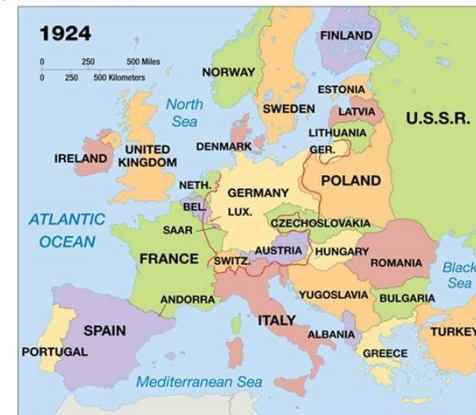 1924
0 250 500 Miles
0 250 500 Kilometers
FINLAND
NORWAY
SWEDEN
ESTONIA
LATVIA
U.S.S.R.
North
Sea
LITHUANIA
DENMARK
GER.
IRELAND
UNITED
KINGDOM
NETH.
POLAND
GERMANY
BEL.
LUX.
ATLANTIC
OCEAN
SAAR
CZECHOSLOVAKIA
FRANCE
SWITZ.
AUSTRIA
HUNGARY
ROMANIA
Black
Sea
ANDORRA
YUGOSLAVIA
BULGARIA
ITALY
SPAIN
PORTUGAL
ALBANIA
TURKEY
GREECE
Mediterranean Sea